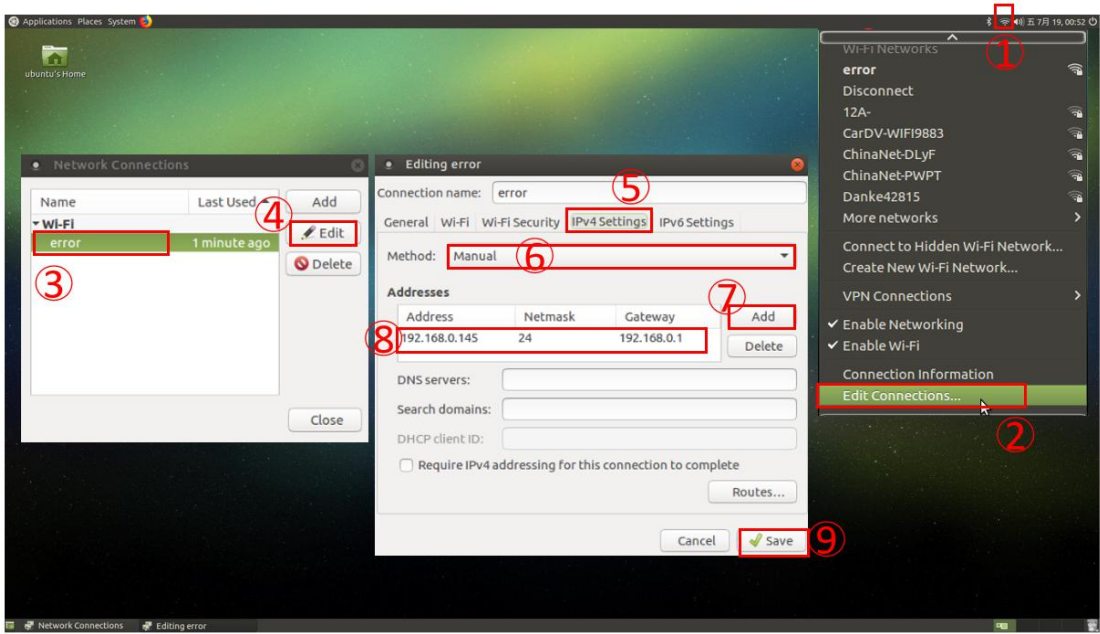 Applications Places System
五 7月 19, 00:52
①
ubuntu's Home
Wi-Fi Networks
error
Disconnect
12A-
CarDV-WIFI9883
ChinaNet-DLyF
ChinaNet-PWPT
Danke42815
More networks
Connect to Hidden Wi-Fi Network...
Create New Wi-Fi Network...
VPN Connections
Enable Networking
Enable Wi-Fi
Connection Information
Edit Connections...
②
Network Connections
Name Last Used
Wi-Fi
error 1 minute ago
③
Add
④
Edit
Delete
Close
Editing error
Connection name: error
⑤
General Wi-Fi Wi-Fi Security IPv4 Settings IPv6 Settings
Method: Manual
⑥
Addresses
⑦
Address Netmask Gateway
Add
⑧
192.168.0.145 24 192.168.0.1
Delete
DNS servers:
Search domains:
DHCP client ID:
Require IPv4 addressing for this connection to complete
Routes...
Cancel Save
⑨
Network Connections Editing error